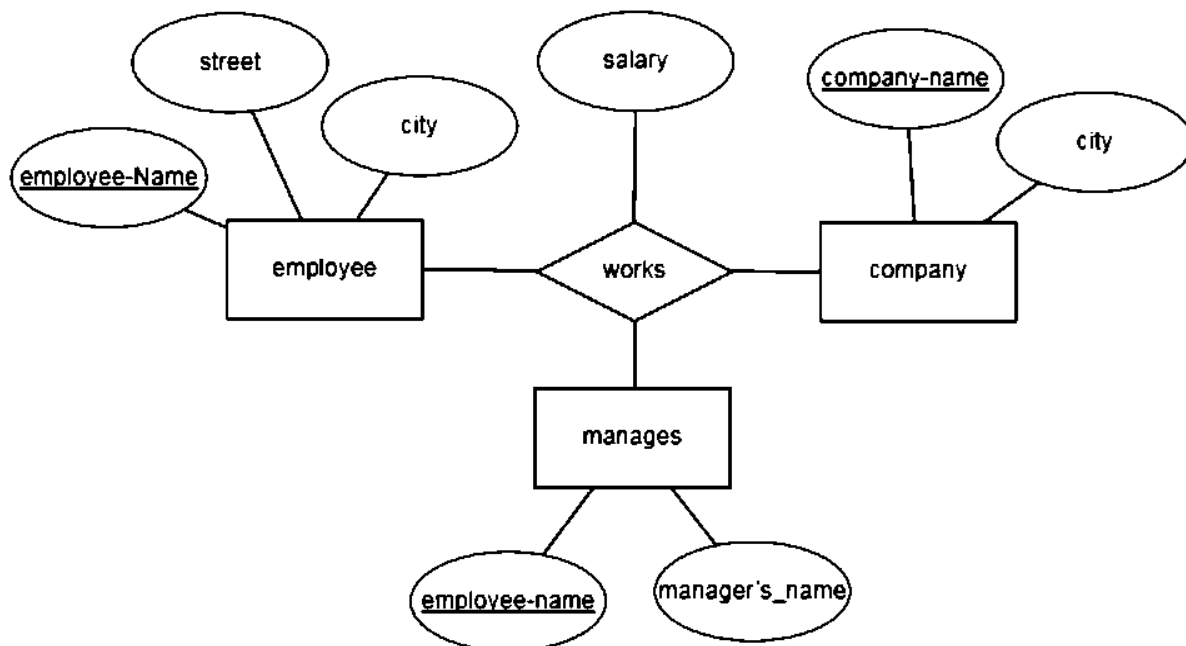 street
salary
company-name
city
city
employee-Name
employee
works
company
manages
employee-name
manager's_name